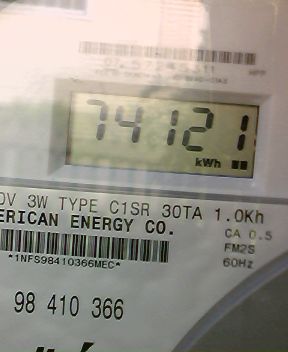 74121
kWh
0V 3W TYPE C1SR 30TA 1.0Kh
ERICAN ENERGY CO.
CA 0.5
FM2S
60Hz
*1NFS98410366MEC*
98 410 366